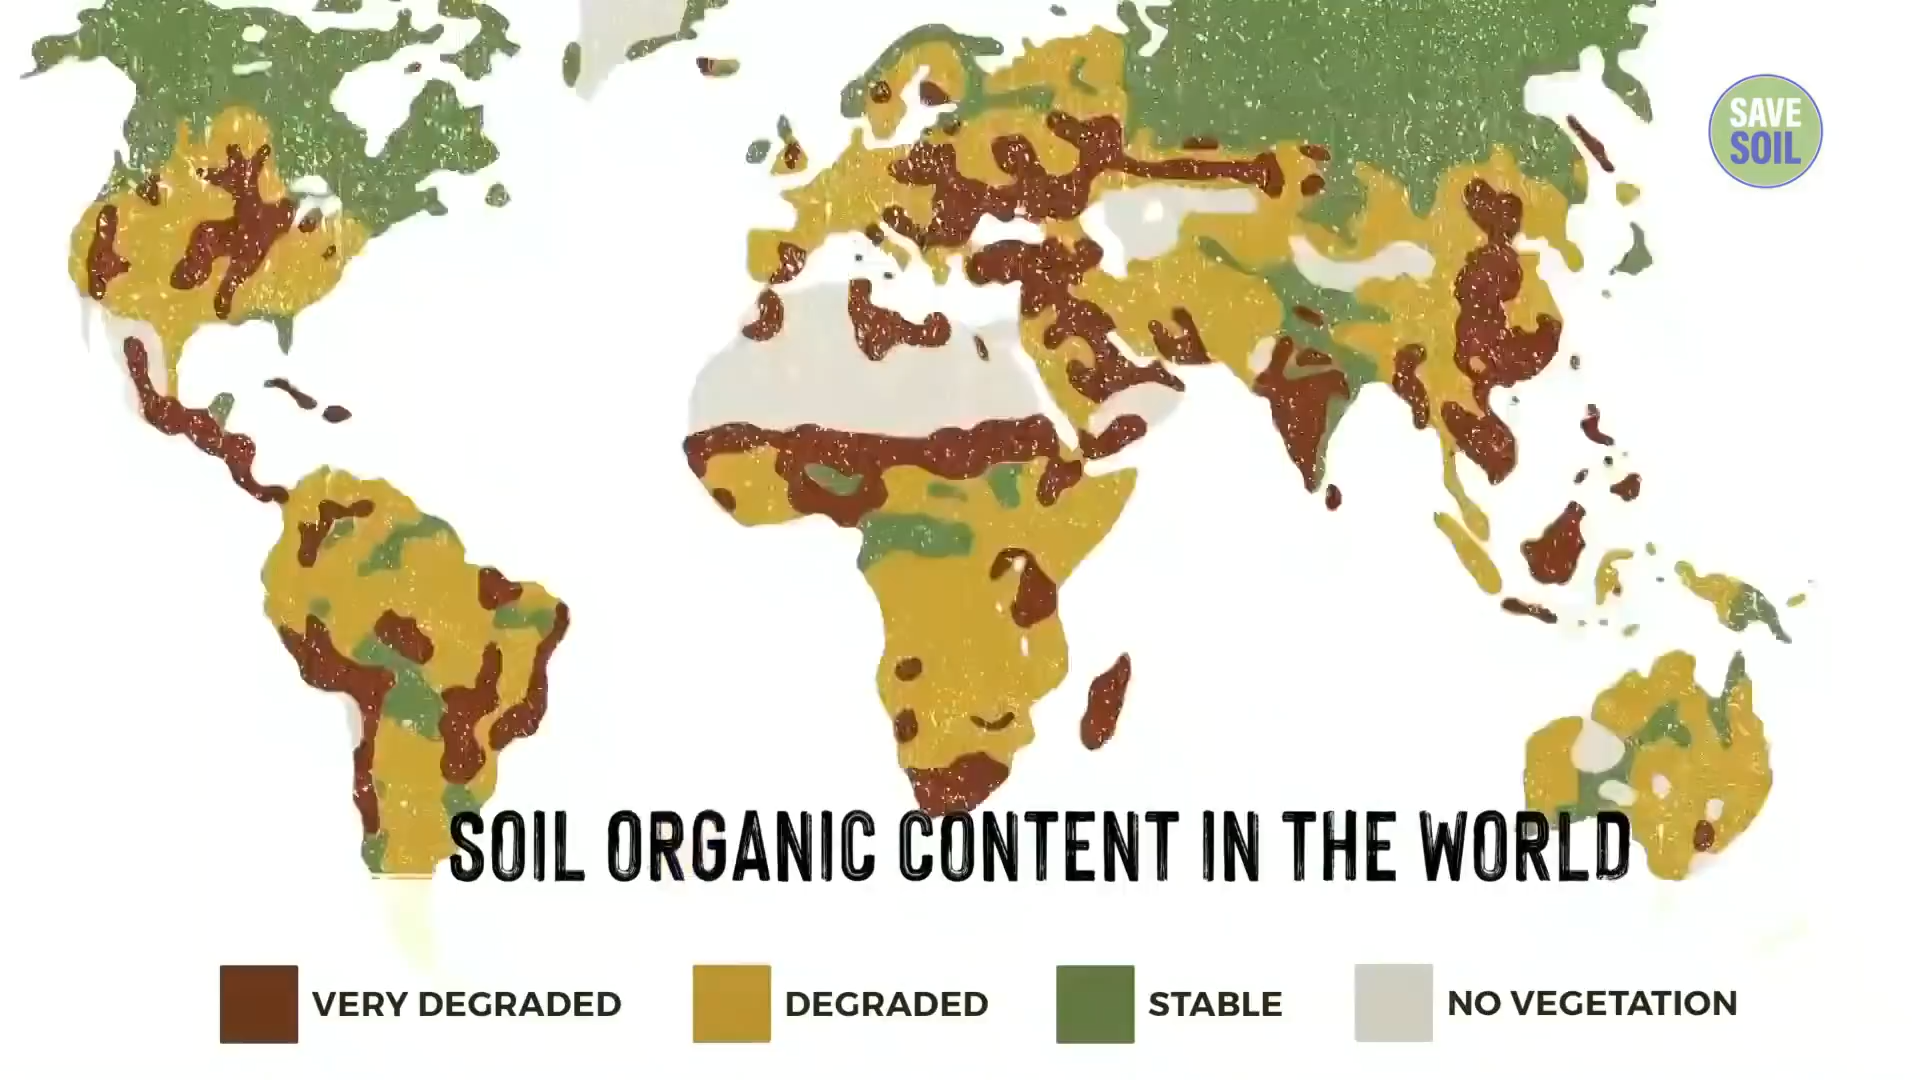 SAVE
SOIL
SOIL ORGANIC CONTENT IN THE WORLD
VERY DEGRADED
DEGRADED
STABLE
NO VEGETATION